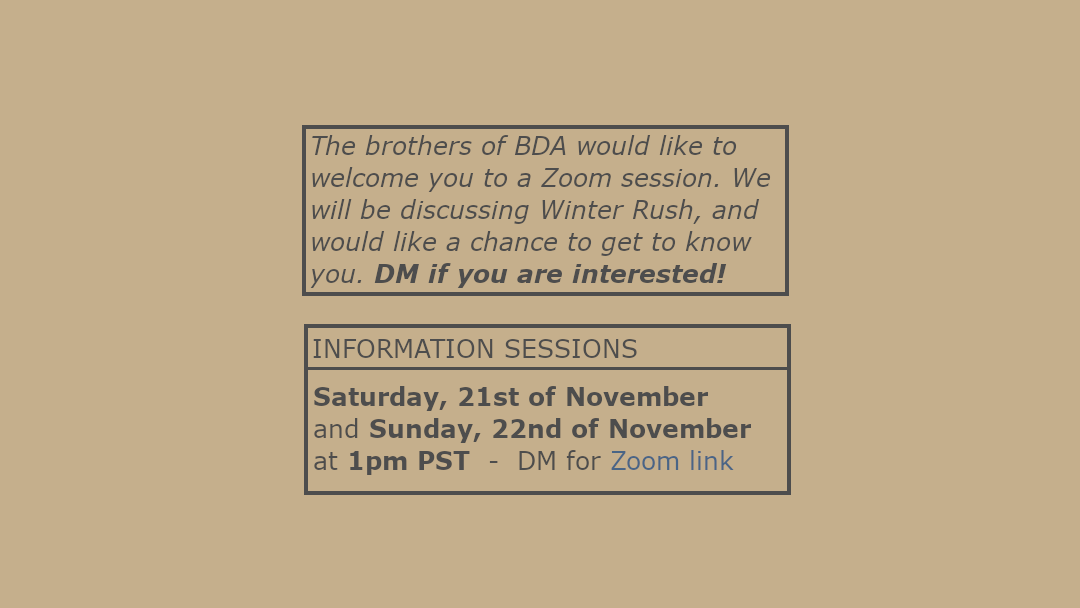 The brothers of BDA would like to
welcome you to a Zoom session. We
will be discussing Winter Rush, and
would like a chance to get to know
you. DM if you are interested!
INFORMATION SESSIONS
Saturday, 21st of November
and Sunday, 22nd of November
at 1pm PST - DM for Zoom link